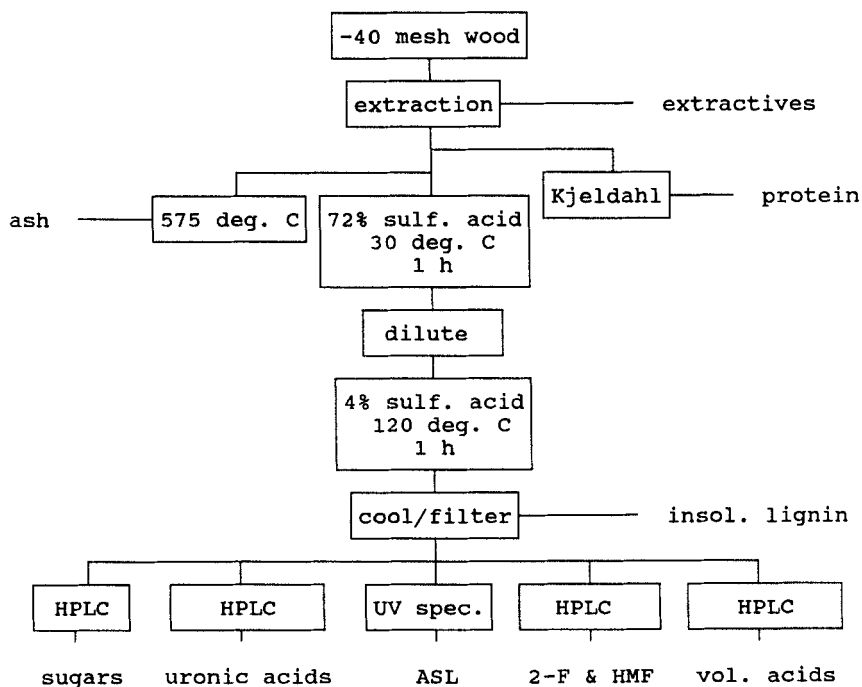 -40 mesh wood
extraction
extractives
ash
575 deg. C
72% sulf. acid
30 deg. C
1 h
Kjeldahl
protein
dilute
4% sulf. acid
120 deg. C
1 h
cool/filter
insol. lignin
HPLC
HPLC
UV spec.
HPLC
HPLC
sugars
uronic acids
ASL
2-F & HMF
vol. acids